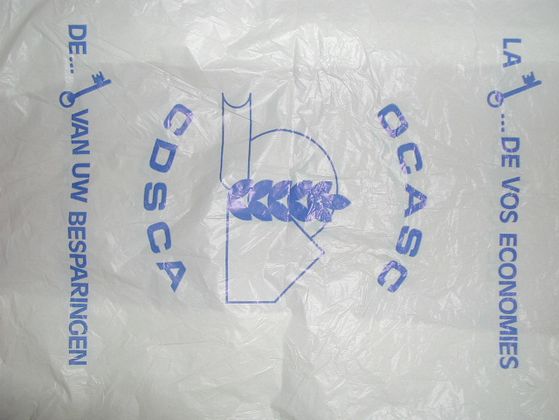 LA ...DE VOS ECONOMIES
OCASC
CDSCA
DE... VAN UW BESPARINGEN